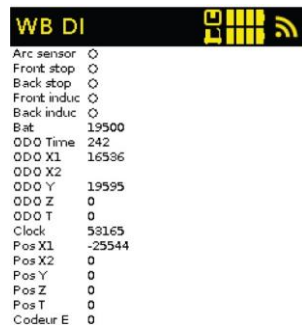 WB DI
Arc sensor
Front stop
Back stop
Front induc
Back induc
Bat 19500
ODO Time 242
ODO X1 16536
ODO X2
ODO Y 19595
ODO Z 0
ODO T 0
Clock 53165
Pos X1 -25544
Pos X2 0
Pos Y 0
Pos Z 0
Pos T 0
Codeur E 0